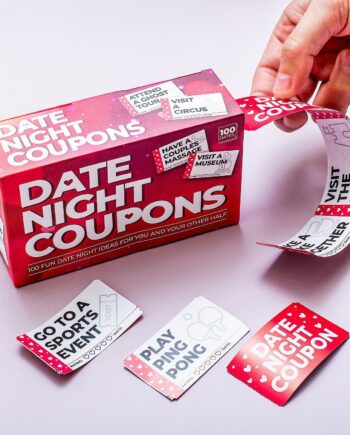 DATE
NIGHT
COUPONS
ATTEND
A GHOST
TOUR
VISIT A
CIRCUS
HAVE A
COUPLES
MASSAGE
VISIT A
MUSEUM
100
DATE
NIGHT
COUPONS
100 FUN DATE NIGHT IDEAS FOR YOU AND YOUR OTHER HALF
VISIT
THE
GO TO A
SPORTS
EVENT
PLAY
PING
PONG
DATE
NIGHT
COUPON